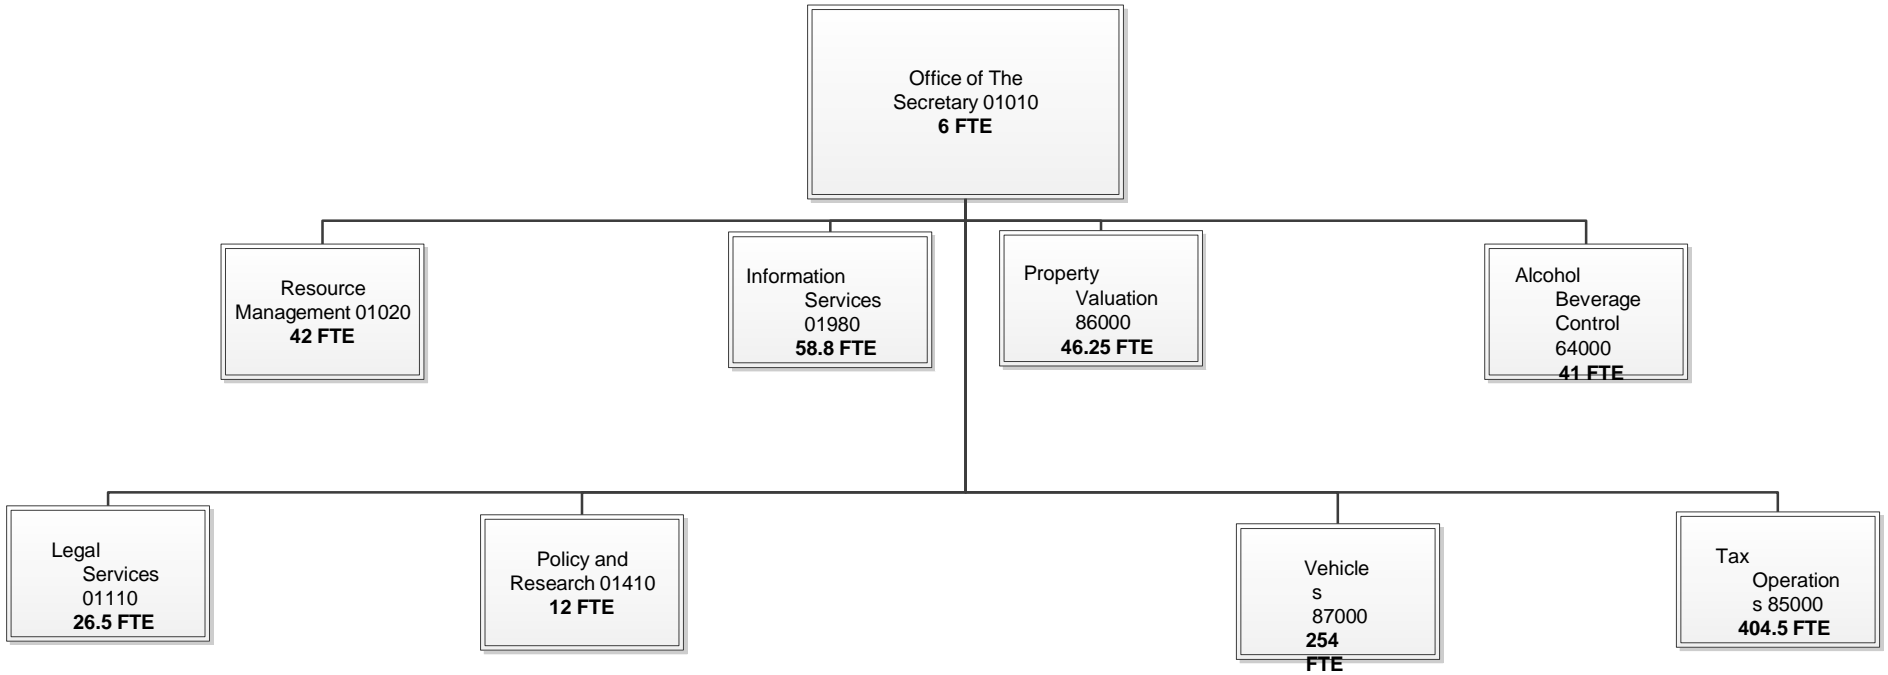 Office of The
Secretary 01010
6 FTE
Resource
Management 01020
42 FTE
Information
Services
01980
58.8 FTE
Property
Valuation
86000
46.25 FTE
Alcohol
Beverage
Control
64000
41 FTE
Legal
Services
01110
26.5 FTE
Policy and
Research 01410
12 FTE
Vehicle
s
87000
254
FTE
Tax
Operation
s 85000
404.5 FTE